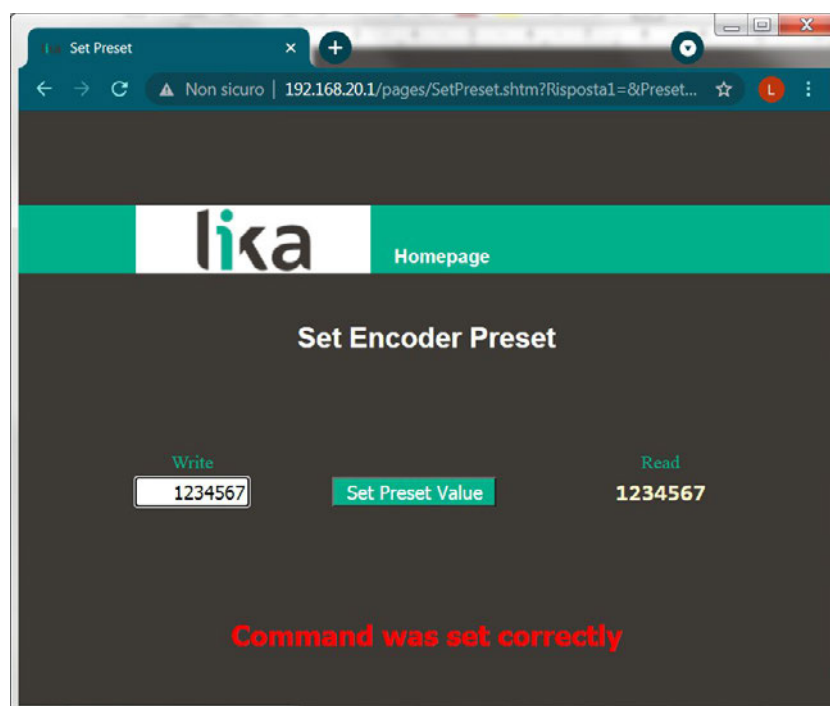 Set Preset
Non sicuro | 192.168.20.1/pages/SetPreset.shtm?Risposta1=&Preset...
L
lika
Homepage
Set Encoder Preset
Write
Read
1234567
Set Preset Value
1234567
Command was set correctly